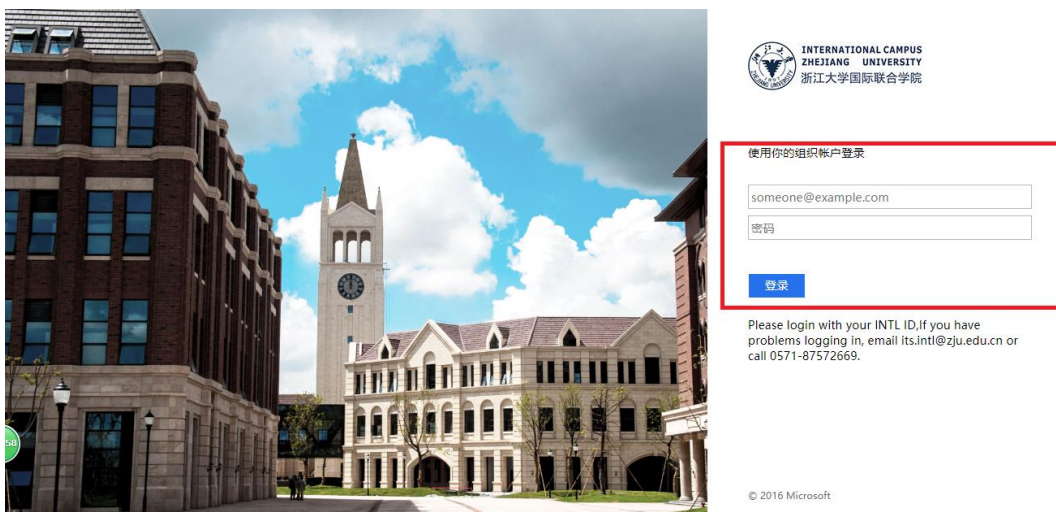 INTERNATIONAL CAMPUS
ZHEJIANG UNIVERSITY
浙江大学国际联合学院
使用你的组织帐户登录
someone@example.com
密码
登录
Please login with your INTL ID,If you have
problems logging in, email its.intl@zju.edu.cn or
call 0571-87572669.
58
© 2016 Microsoft